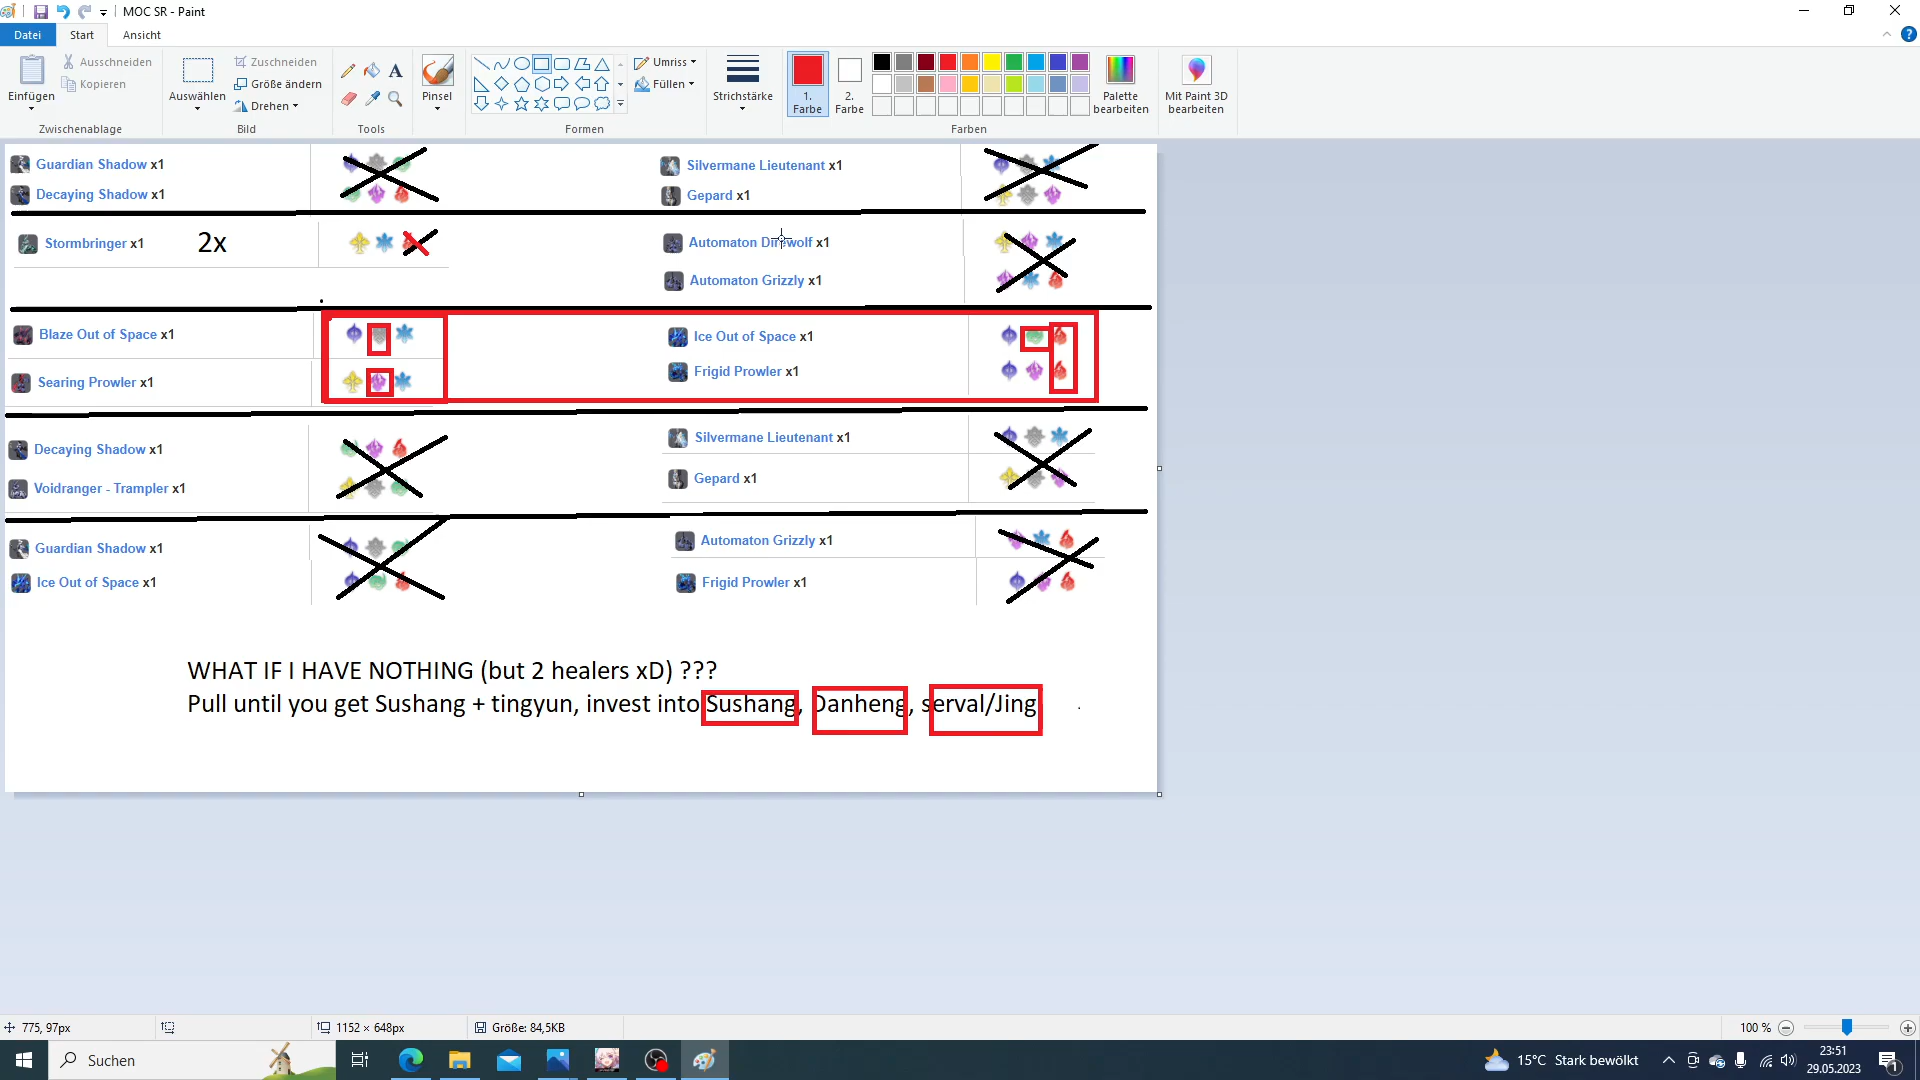 MOC SR - Paint
Datei
Start
Ansicht
?
Einfügen
Ausschneiden
Kopieren
Zwischenablage
Auswählen
Zuschneiden
Größe ändern
Drehen
Bild
A
Tools
Pinsel
Umriss
Füllen
Formen
Strichstärke
1. Farbe
2. Farbe
Farben
Palette bearbeiten
Mit Paint 3D bearbeiten
Guardian Shadow x1
Silvermane Lieutenant x1
Decaying Shadow x1
Gepard x1
Stormbringer x1
2x
Automaton Direwolf x1
Automaton Grizzly x1
Blaze Out of Space x1
Ice Out of Space x1
Searing Prowler x1
Frigid Prowler x1
Decaying Shadow x1
Silvermane Lieutenant x1
Voidranger - Trampler x1
Gepard x1
Guardian Shadow x1
Automaton Grizzly x1
Ice Out of Space x1
Frigid Prowler x1
WHAT IF I HAVE NOTHING (but 2 healers xD) ???
Pull until you get Sushang + tingyun, invest into Sushang, Danheng, serval/Jing
775, 97px
1152 × 648px
Größe: 84,5KB
100 %
Suchen
15°C Stark bewölkt
23:51
29.05.2023
1